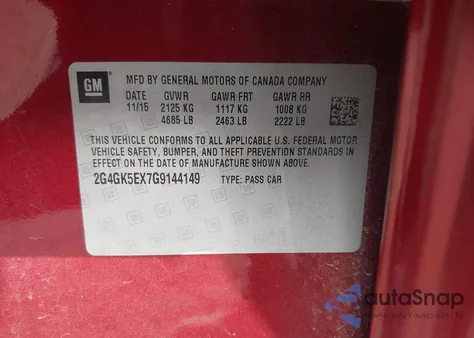 GM
MFD BY GENERAL MOTORS OF CANADA COMPANY
DATE GVWR GAWR FRT GAWR RR
11/15 2125 KG 1117 KG 1008 KG
4685 LB 2463 LB 2222 LB
THIS VEHICLE CONFORMS TO ALL APPLICABLE U.S. FEDERAL MOTOR
VEHICLE SAFETY, BUMPER, AND THEFT PREVENTION STANDARDS IN
EFFECT ON THE DATE OF MANUFACTURE SHOWN ABOVE.
2G4GK5EX7G9144149 TYPE: PASS CAR
autoSnap